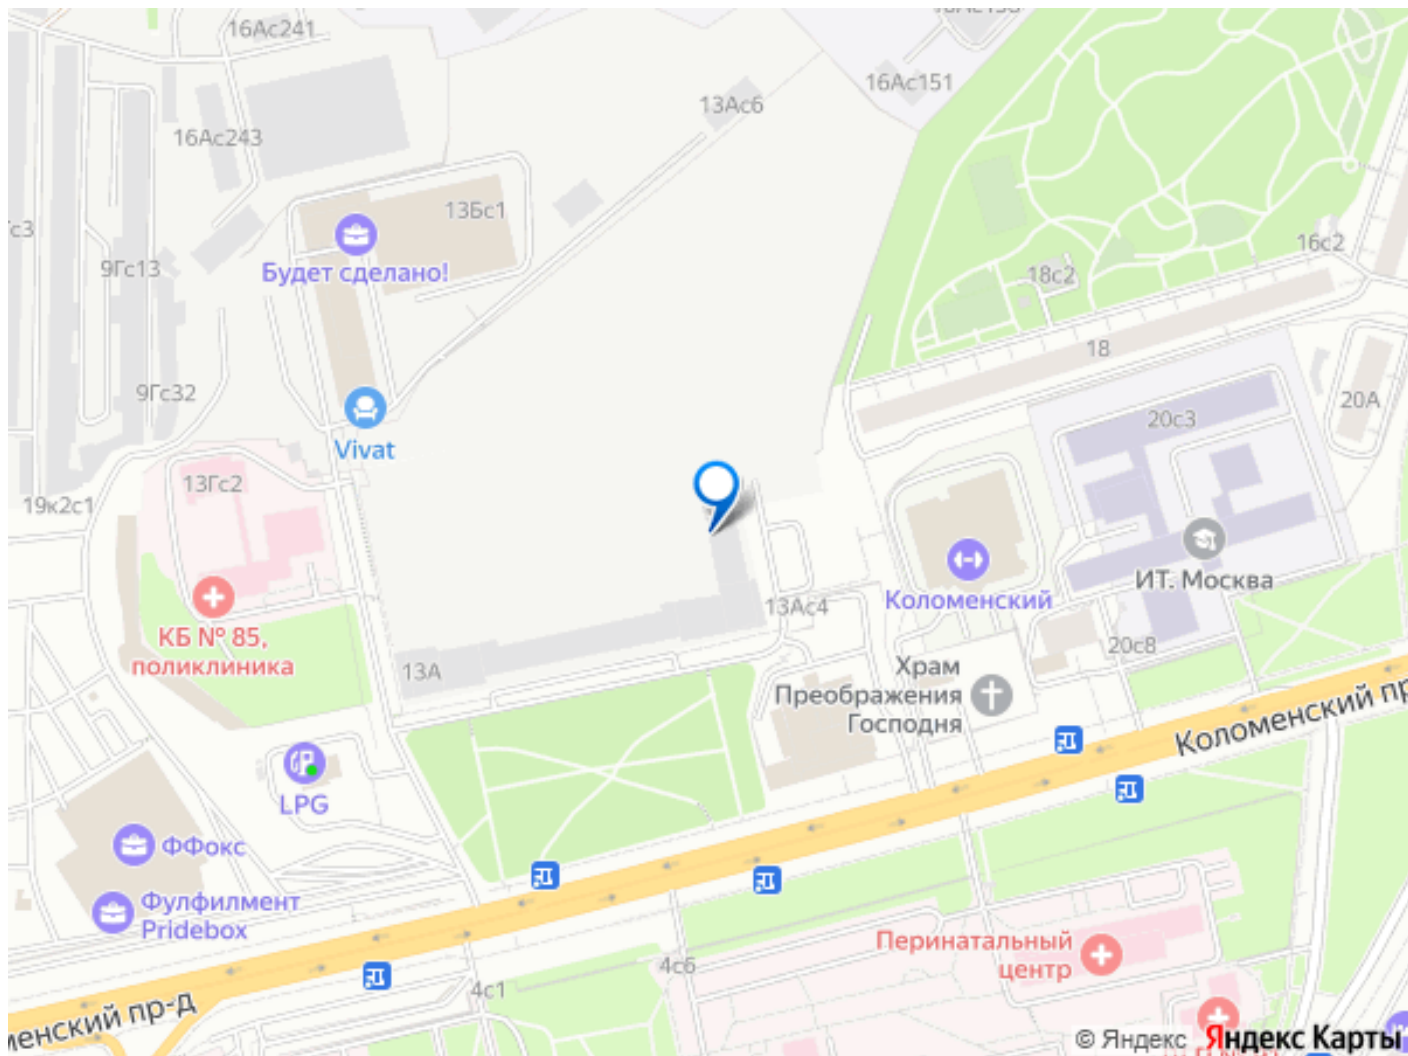 16Ас241
16Ас151
13Ас6
16Ас243
13Бс1
Будет сделано!
9Гс13
16с2
18с2
18
9Гс32
20А
20с3
Vivat
13Гс2
19к2с1
ИТ. Москва
Коломенский
13Ас4
КБ № 85,
поликлиника
20с8
13А
Храм
Преображения
Господня
Коломенский пр
LPG
ФФокс
Фулфилмент
Pridebox
Перинатальный
центр
4с6
4с1
менский пр-д
© Яндекс Яндекс Карты